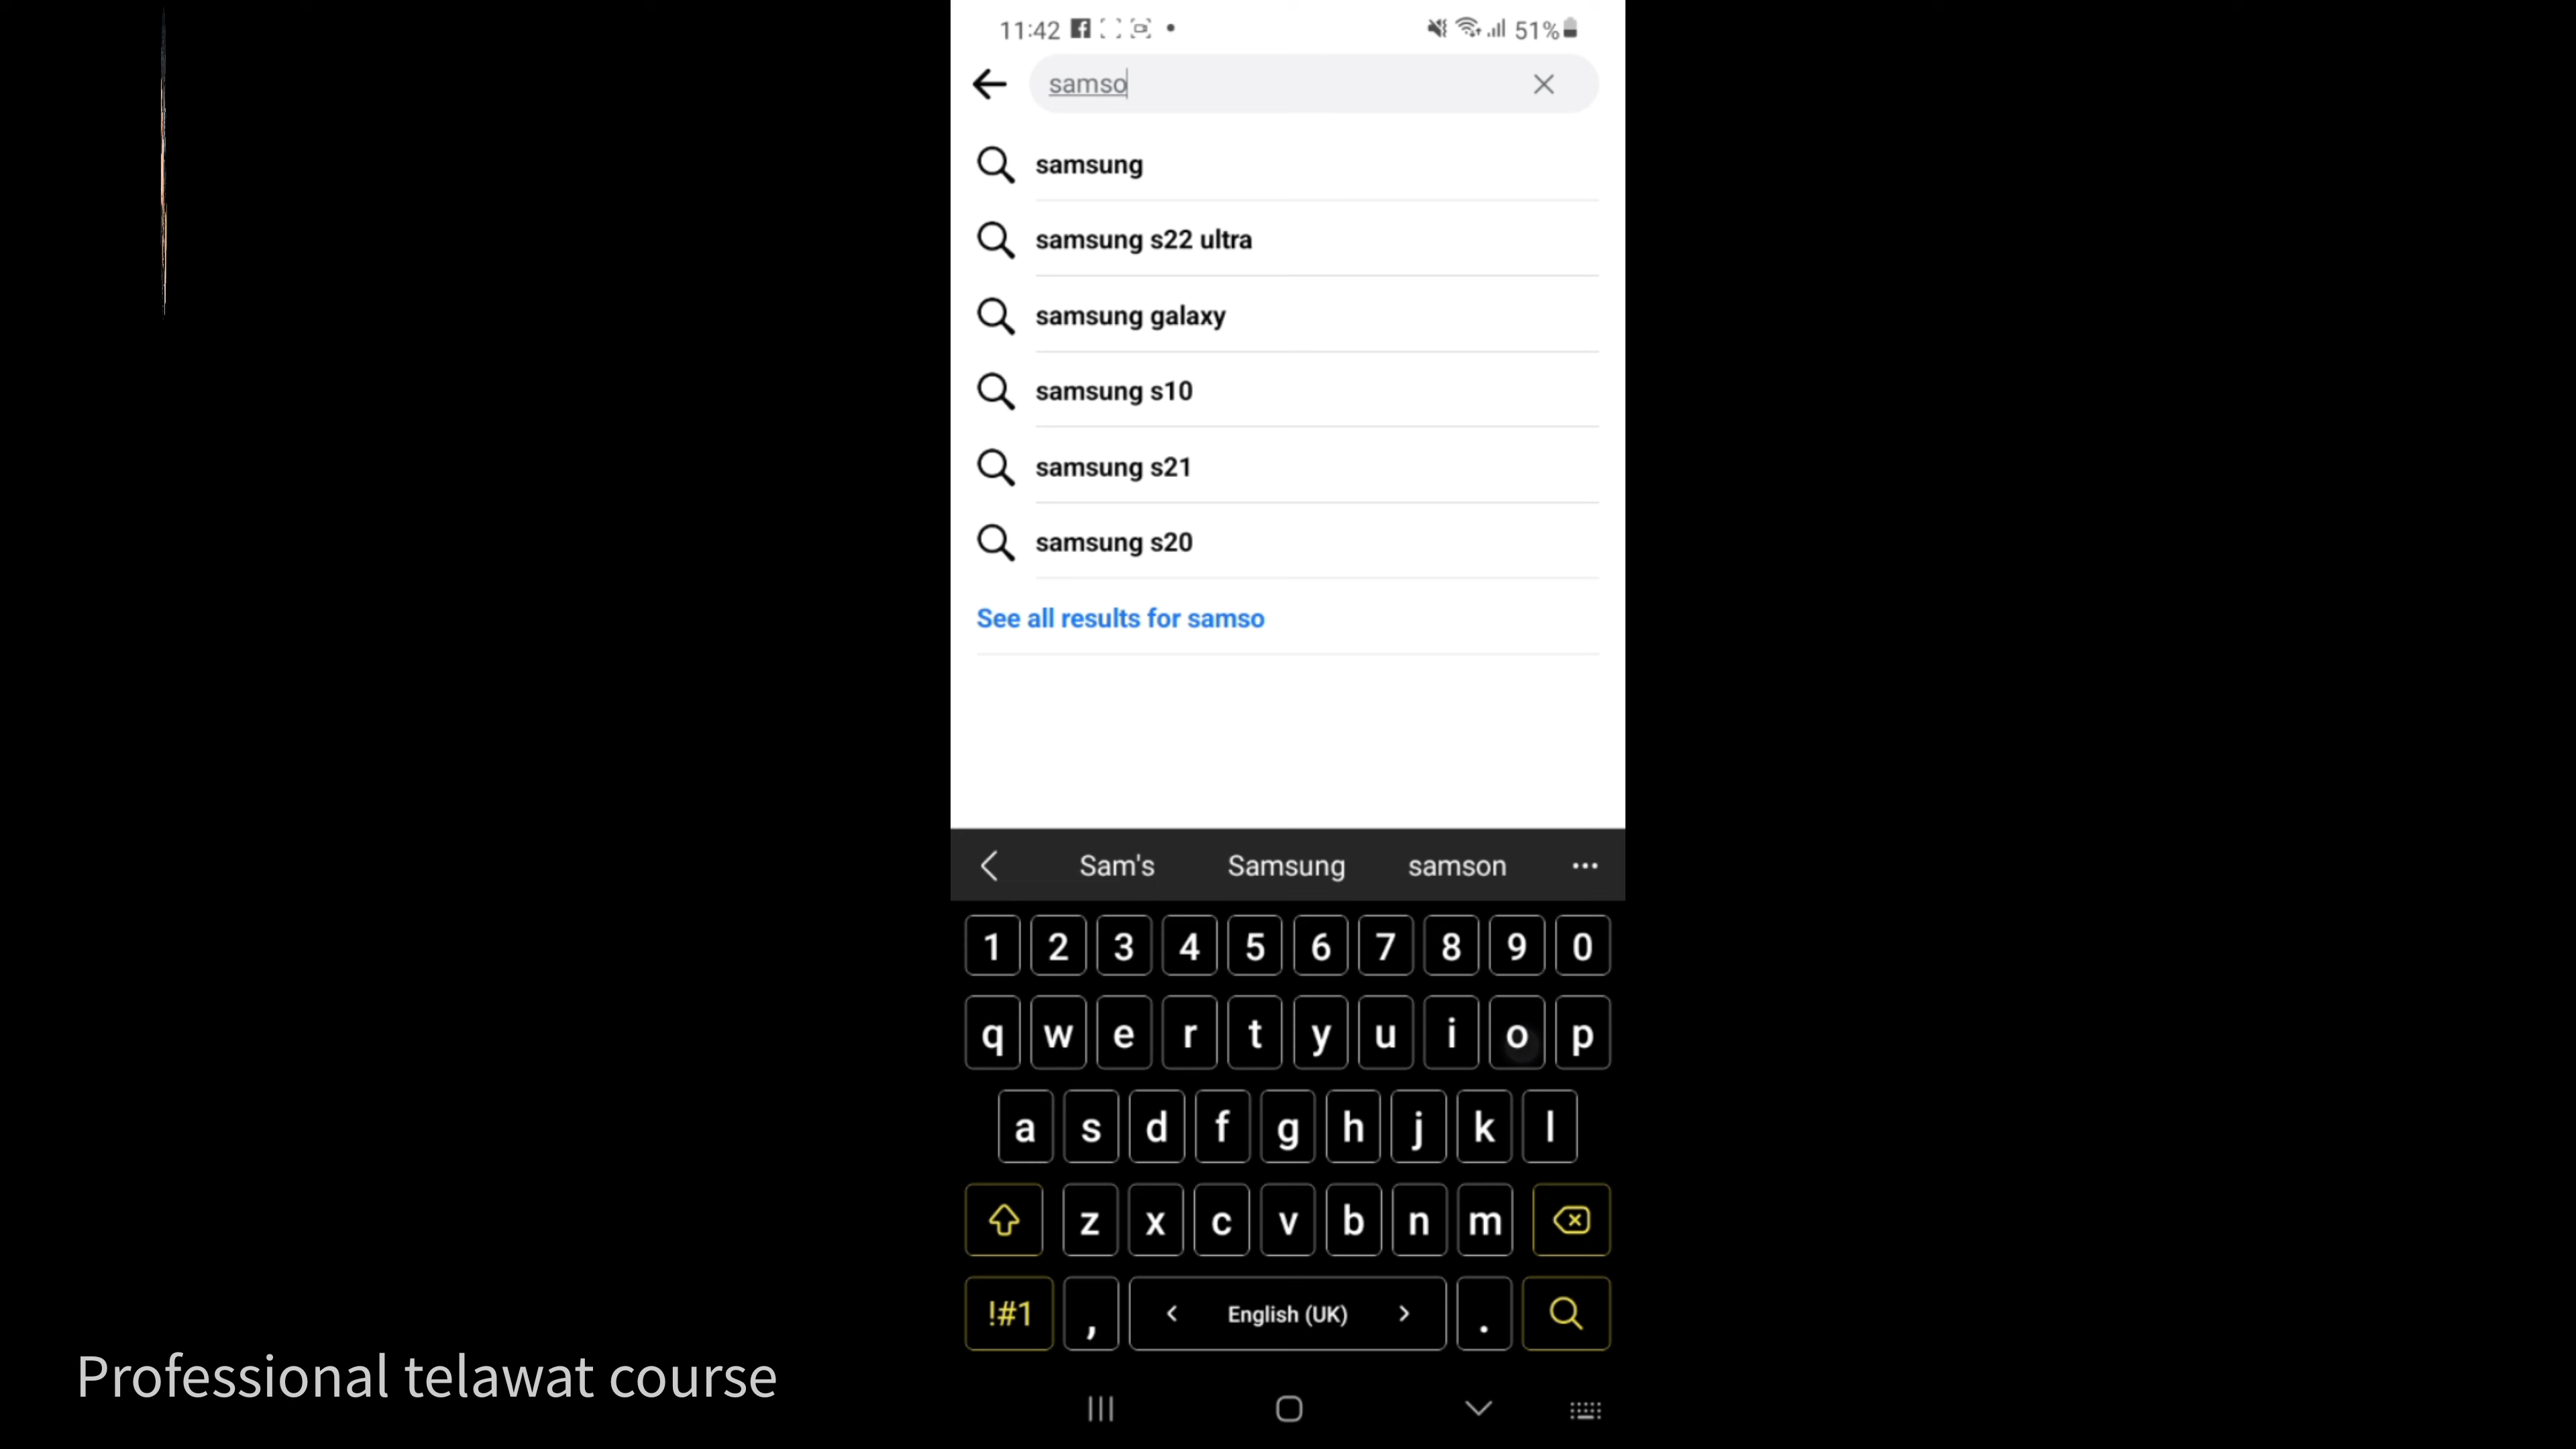 11:42 51%
samso
samsung
samsung s22 ultra
samsung galaxy
samsung s10
samsung s21
samsung s20
See all results for samso
Sam's Samsung samson
1 2 3 4 5 6 7 8 9 0
q w e r t y u i o p
a s d f g h j k l
z x c v b n m
!#1 , < English (UK) > .
Professional telawat course